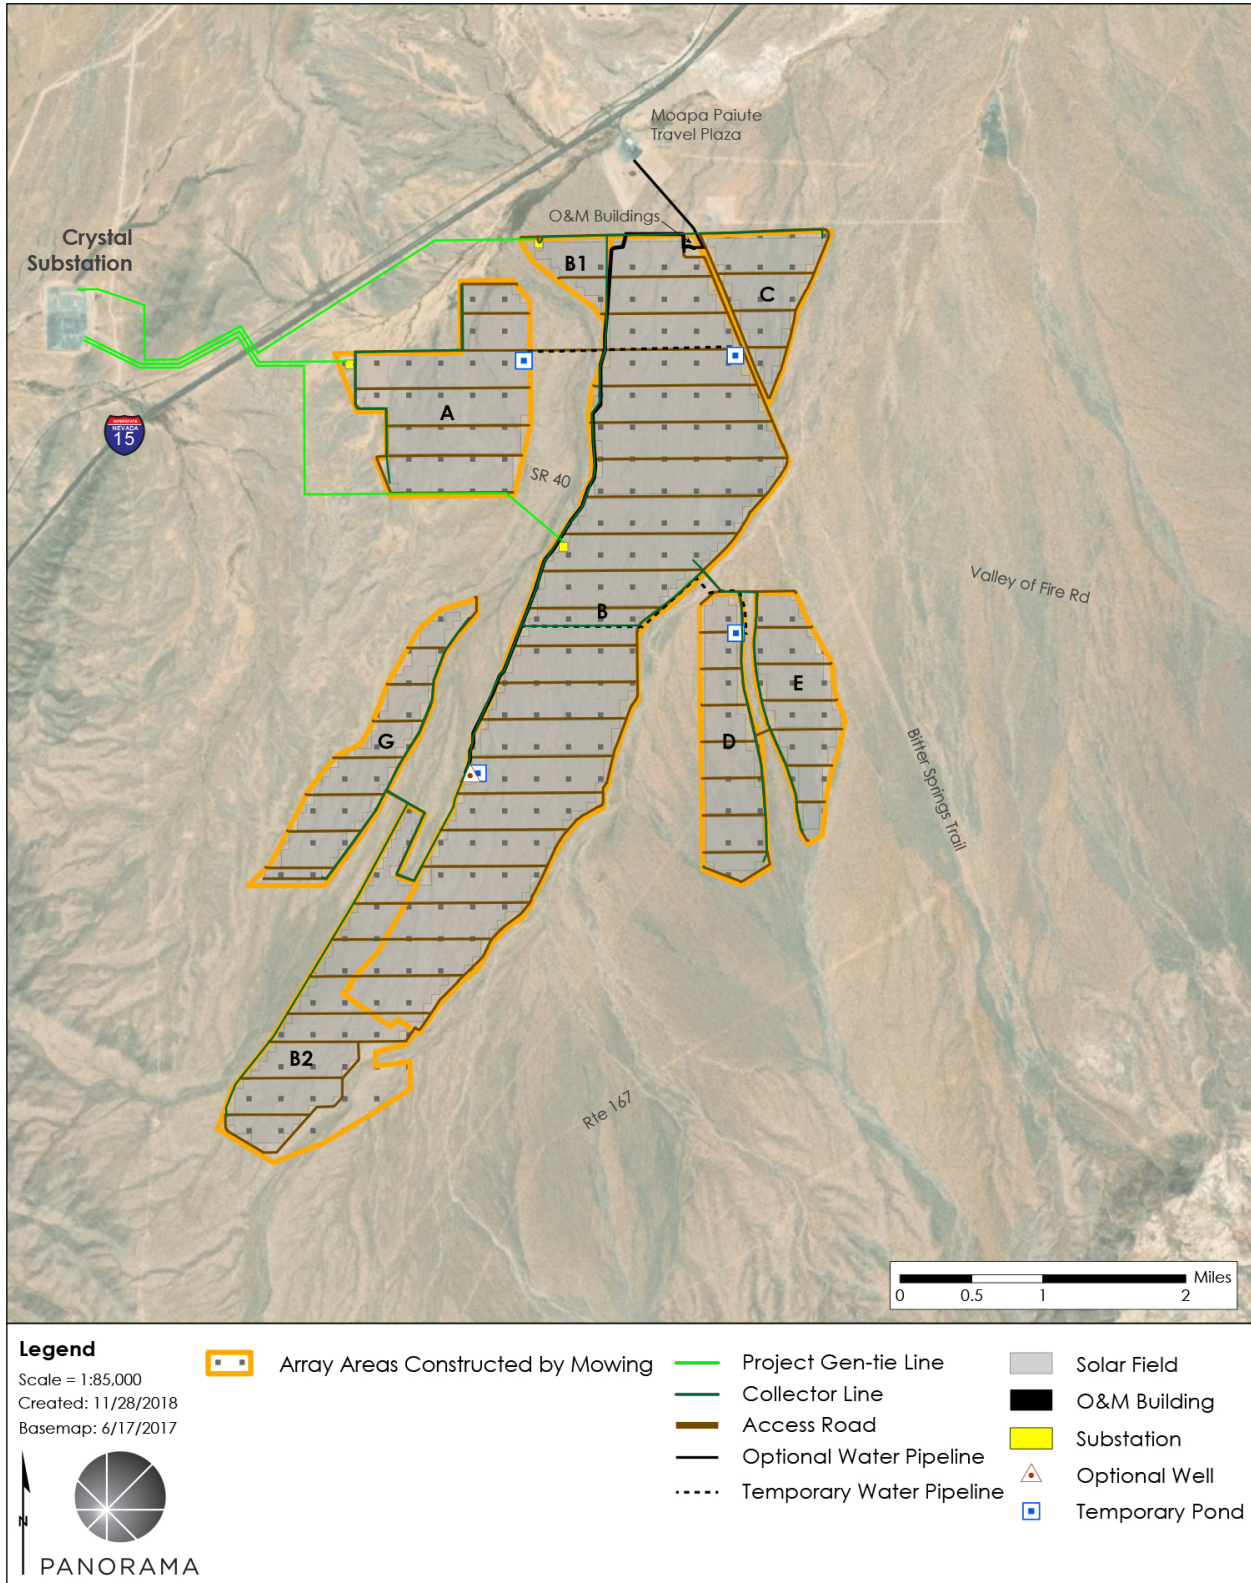 Moapa Paiute
Travel Plaza
O&M Buildings
Crystal
Substation
B1
C
A
INTERSTATE
NEVADA
15
SR 40
Valley of Fire Rd
B
E
G
D
Bitter Springs Trail
B2
Rte 167
Miles
0 0.5 1 2
Legend
Scale = 1:85,000
Created: 11/28/2018
Basemap: 6/17/2017
N
PANORAMA
Array Areas Constructed by Mowing
Project Gen-tie Line
Collector Line
Access Road
Optional Water Pipeline
Temporary Water Pipeline
Solar Field
O&M Building
Substation
Optional Well
Temporary Pond